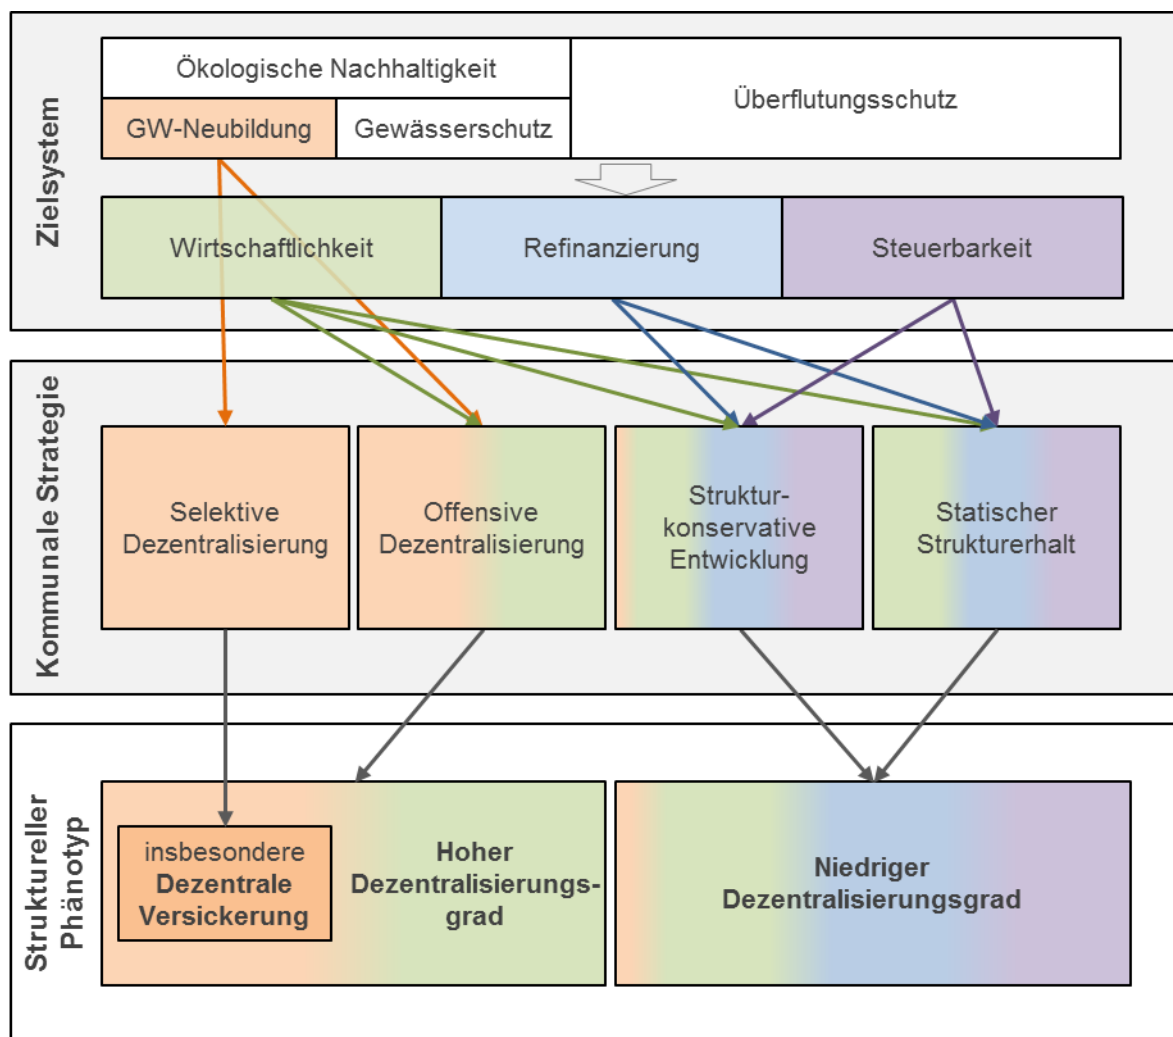 Zielsystem
Ökologische Nachhaltigkeit
GW-Neubildung
Gewässerschutz
Überflutungsschutz
Wirtschaftlichkeit
Refinanzierung
Steuerbarkeit
Kommunale Strategie
Selektive
Dezentralisierung
Offensive
Dezentralisierung
Struktur-
konservative
Entwicklung
Statischer
Strukturerhalt
Struktureller
Phänotyp
insbesondere
Dezentrale
Versickerung
Hoher
Dezentralisierungs-
grad
Niedriger
Dezentralisierungsgrad